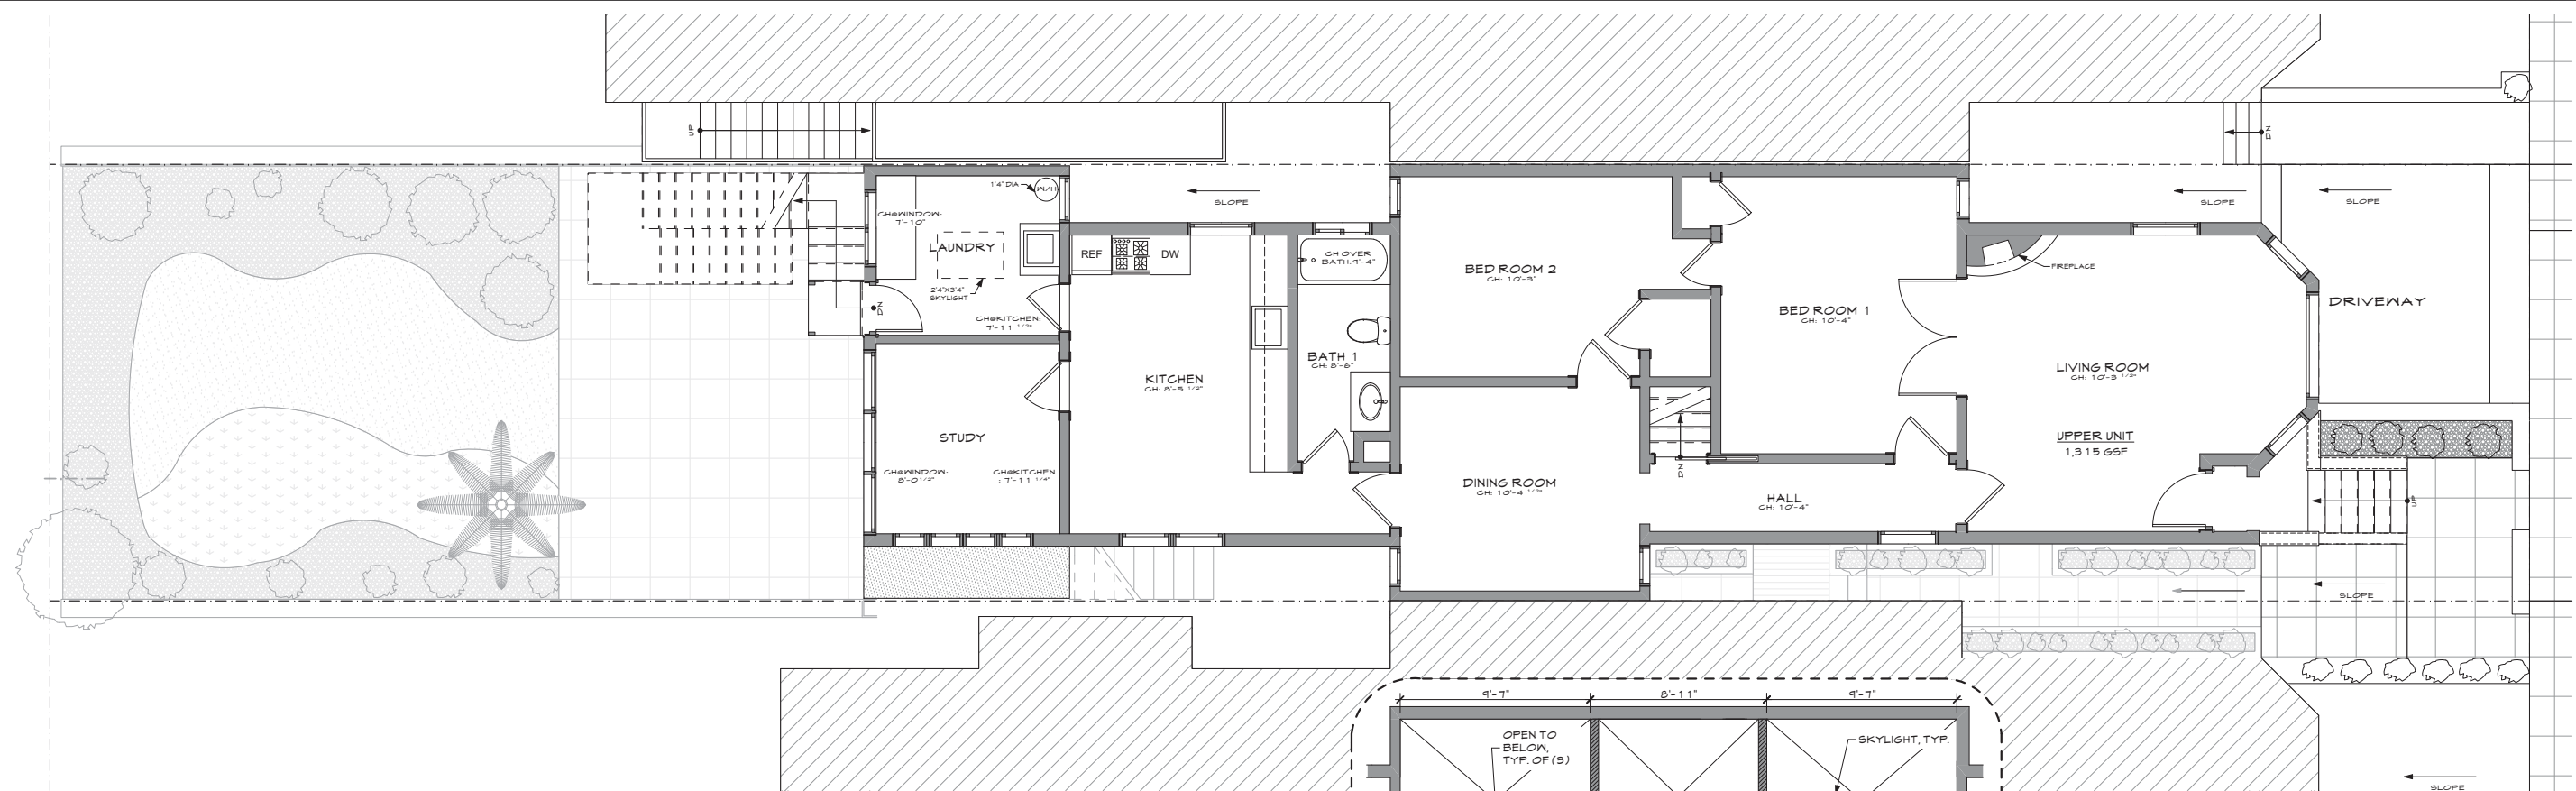 UP
DN
SLOPE
SLOPE
SLOPE
1'4" DIA
W/H
CH@WINDOW:
7'-10"
LAUNDRY
2'4"X3'4"
SKYLIGHT
CH@KITCHEN:
7'-11 1/2"
DN
REF
DW
CH OVER
BATH:9'-4"
BED ROOM 2
CH: 10'-3"
BED ROOM 1
CH: 10'-4"
FIREPLACE
DRIVEWAY
LIVING ROOM
CH: 10'-3 1/2"
KITCHEN
CH: 8'-5 1/2"
BATH 1
CH: 8'-6"
STUDY
CH@WINDOW:
8'-0 1/2"
CH@KITCHEN
: 7'-11 1/4"
UPPER UNIT
1,315 GSF
DN
DINING ROOM
CH: 10'-4 1/2"
HALL
CH: 10'-4"
UP
SLOPE
9'-7"
8'-11"
9'-7"
OPEN TO
BELOW,
TYP. OF (3)
SKYLIGHT, TYP.
SLOPE